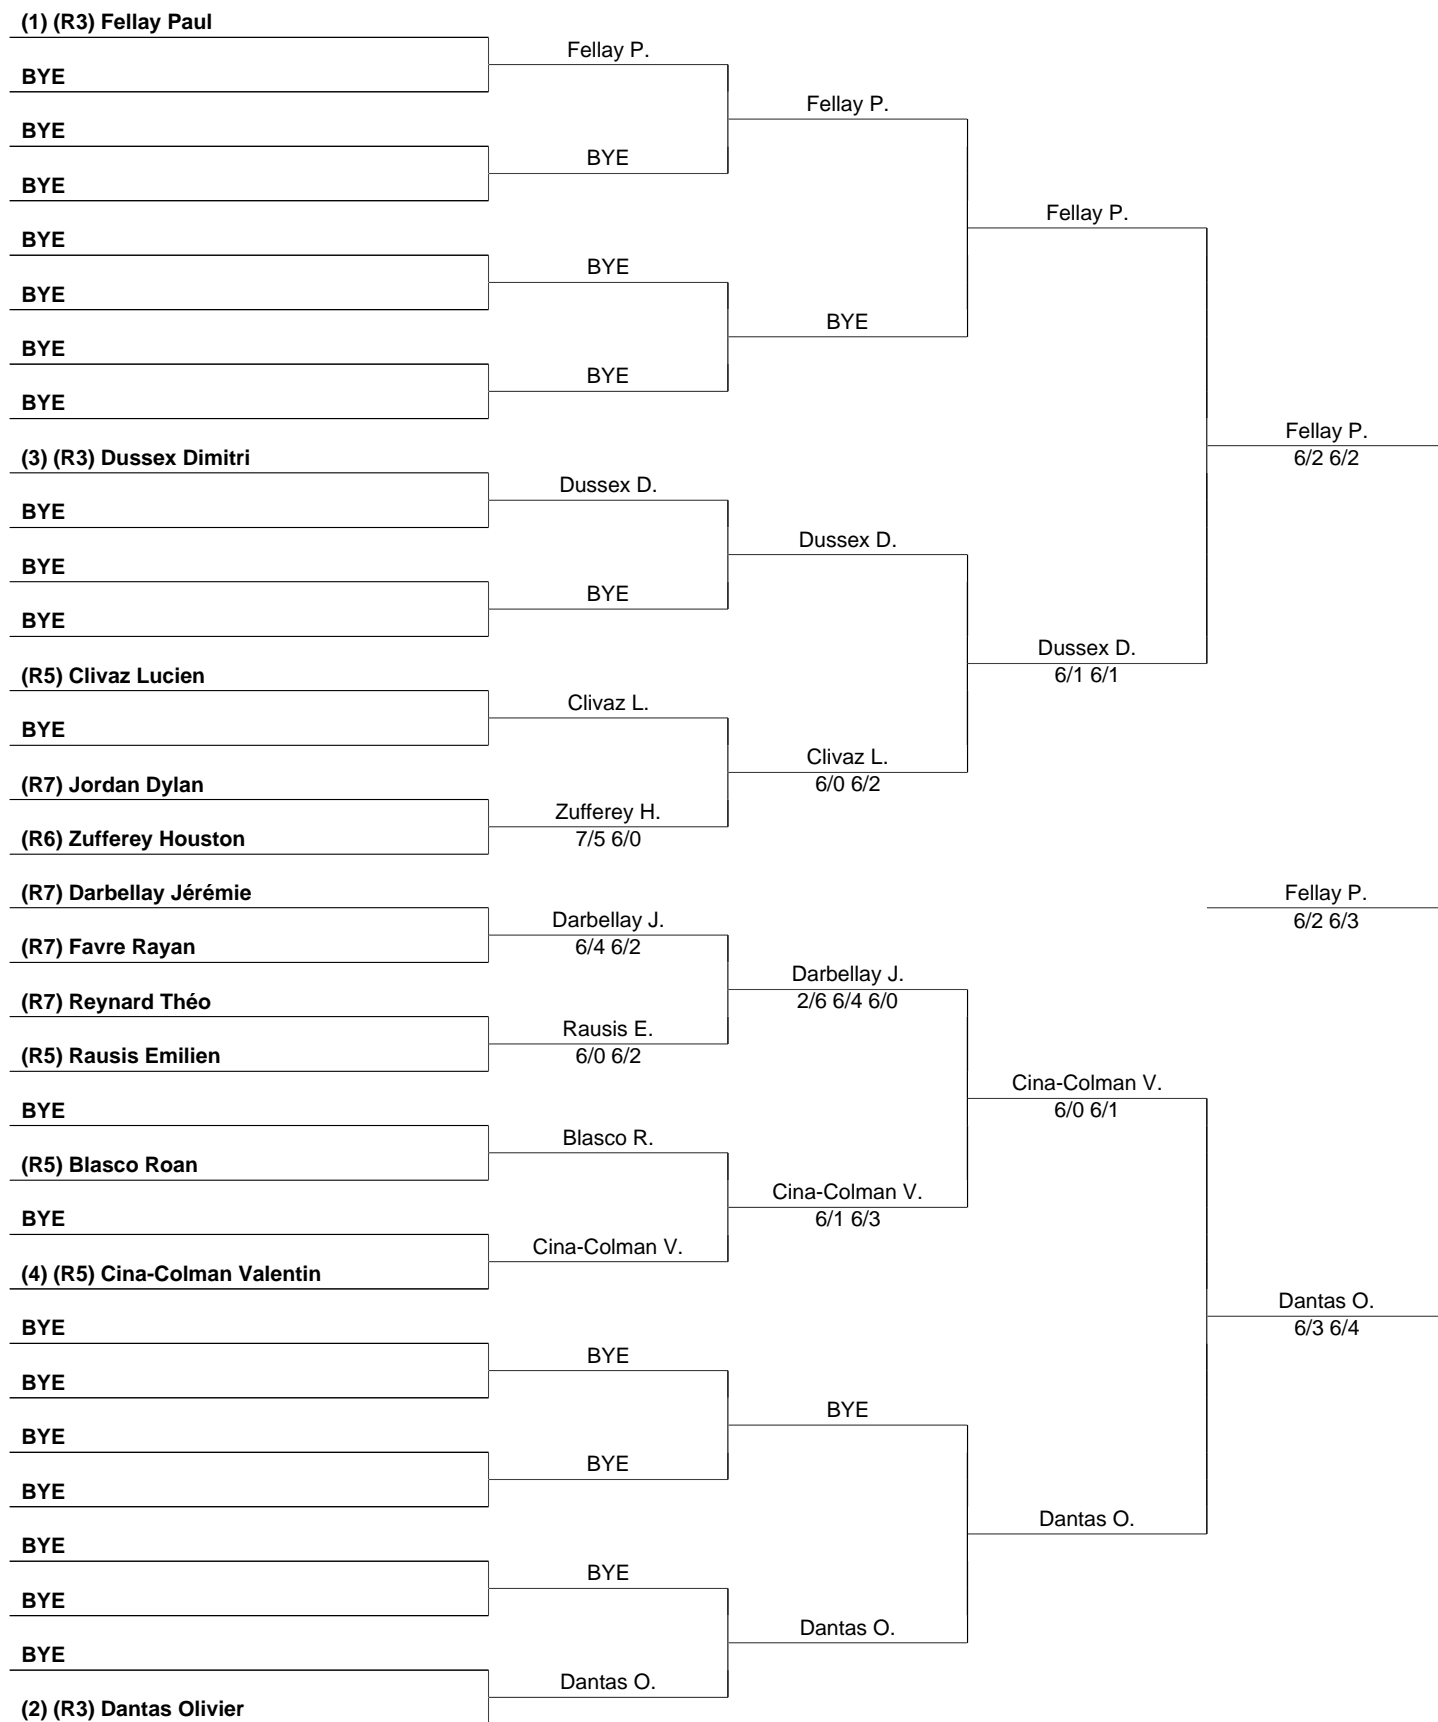 (1) (R3) Fellay Paul
Fellay P.
BYE
Fellay P.
BYE
BYE
BYE
Fellay P.
BYE
BYE
BYE
BYE
BYE
BYE
BYE
Fellay P.
(3) (R3) Dussex Dimitri
6/2 6/2
Dussex D.
BYE
Dussex D.
BYE
BYE
BYE
Dussex D.
(R5) Clivaz Lucien
6/1 6/1
Clivaz L.
BYE
Clivaz L.
(R7) Jordan Dylan
6/0 6/2
Zufferey H.
(R6) Zufferey Houston
7/5 6/0
(R7) Darbellay Jérémie
Fellay P.
Darbellay J.
6/2 6/3
(R7) Favre Rayan
6/4 6/2
Darbellay J.
(R7) Reynard Théo
2/6 6/4 6/0
Rausis E.
(R5) Rausis Emilien
6/0 6/2
Cina-Colman V.
BYE
6/0 6/1
Blasco R.
(R5) Blasco Roan
Cina-Colman V.
BYE
6/1 6/3
Cina-Colman V.
(4) (R5) Cina-Colman Valentin
Dantas O.
BYE
6/3 6/4
BYE
BYE
BYE
BYE
BYE
BYE
Dantas O.
BYE
BYE
BYE
Dantas O.
BYE
Dantas O.
(2) (R3) Dantas Olivier